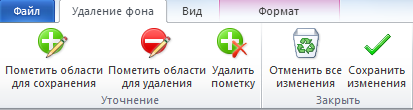 Файл Удаление фона Вид Формат
Пометить области для сохранения
Пометить области для удаления
Удалить пометку
Отменить все изменения
Сохранить изменения
Уточнение Закрыть